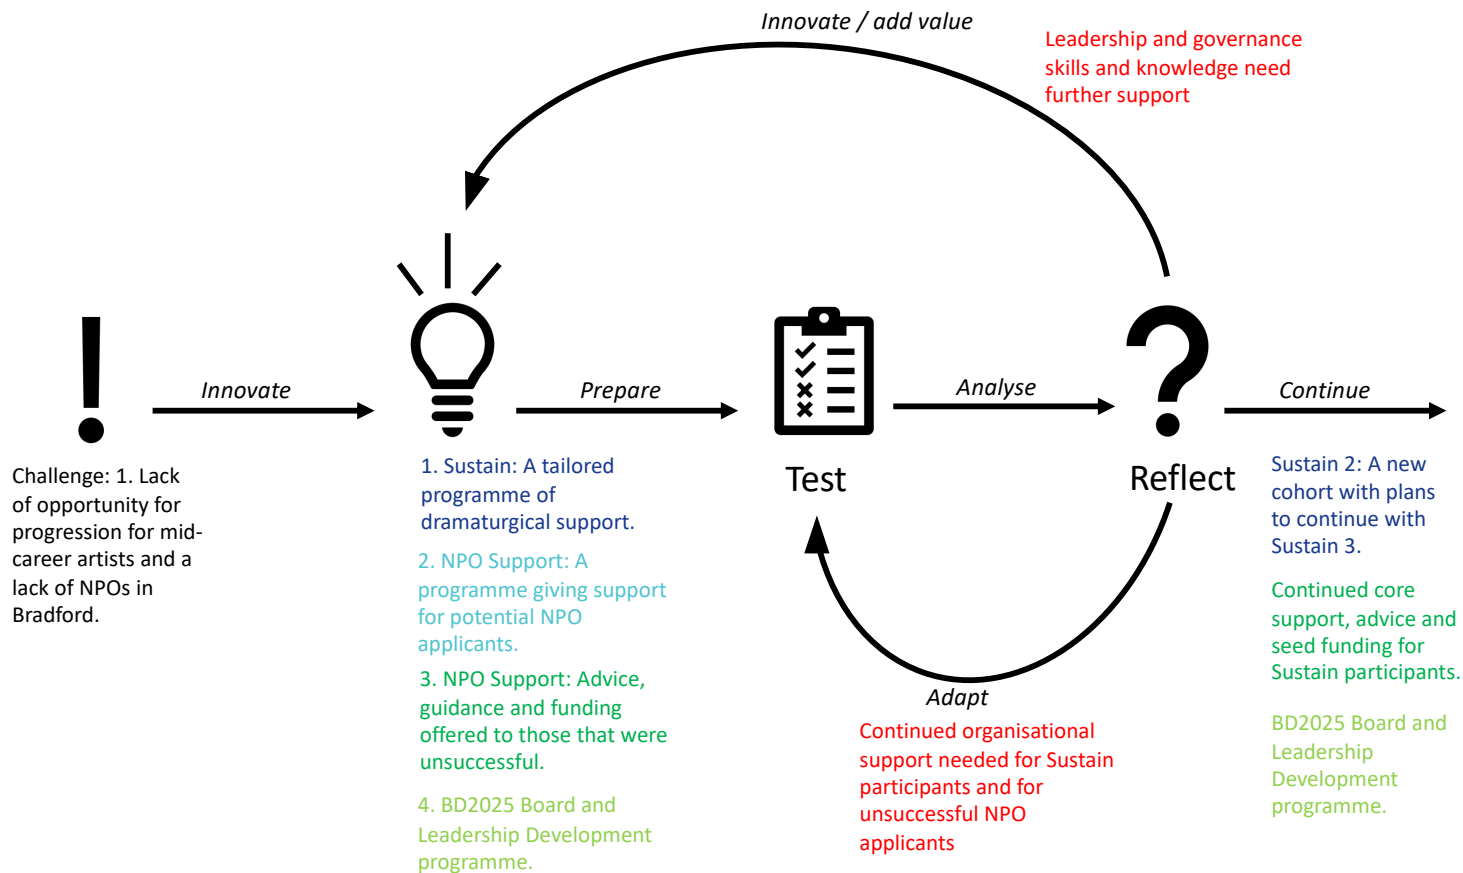 Innovate / add value
Leadership and governance
skills and knowledge need
further support
Innovate
Prepare
Analyse
Continue
Challenge: 1. Lack
of opportunity for
progression for mid-
career artists and a
lack of NPOs in
Bradford.
1. Sustain: A tailored
programme of
dramaturgical support.
2. NPO Support: A
programme giving support
for potential NPO
applicants.
3. NPO Support: Advice,
guidance and funding
offered to those that were
unsuccessful.
4. BD2025 Board and
Leadership Development
programme.
Test
Reflect
Adapt
Continued organisational
support needed for Sustain
participants and for
unsuccessful NPO
applicants
Sustain 2: A new
cohort with plans
to continue with
Sustain 3.
Continued core
support, advice and
seed funding for
Sustain participants.
BD2025 Board and
Leadership
Development
programme.